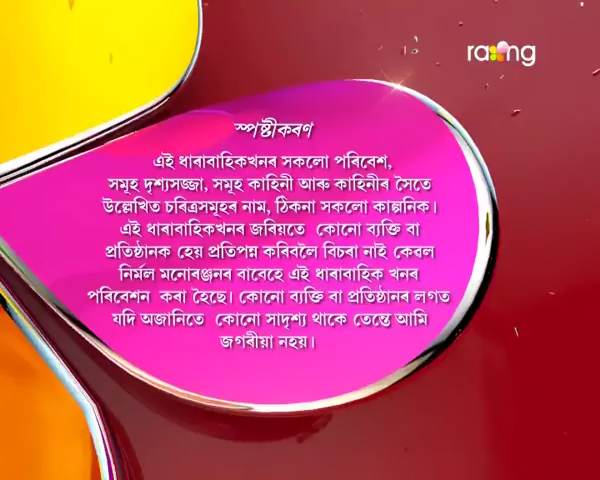 rang
স্পষ্টীকৰণ
এই ধাৰাবাহিকখনৰ সকলো পৰিবেশ,
সমূহ দৃশ্যসজ্জা, সমূহ কাহিনী আৰু কাহিনীৰ সৈতে
উল্লেখিত চৰিত্ৰসমূহৰ নাম, ঠিকনা সকলো কাল্পনিক।
এই ধাৰাবাহিকখনৰ জৰিয়তে কোনো ব্যক্তি বা
প্ৰতিষ্ঠানক হেয় প্ৰতিপন্ন কৰিবলৈ বিচৰা নাই কেৱল
নিৰ্মল মনোৰঞ্জনৰ বাবেহে এই ধাৰাবাহিক খনৰ
পৰিবেশন কৰা হৈছে। কোনো ব্যক্তি বা প্ৰতিষ্ঠানৰ লগত
যদি অজানিতে কোনো সাদৃশ্য থাকে তেন্তে আমি
জগৰীয়া নহয়।